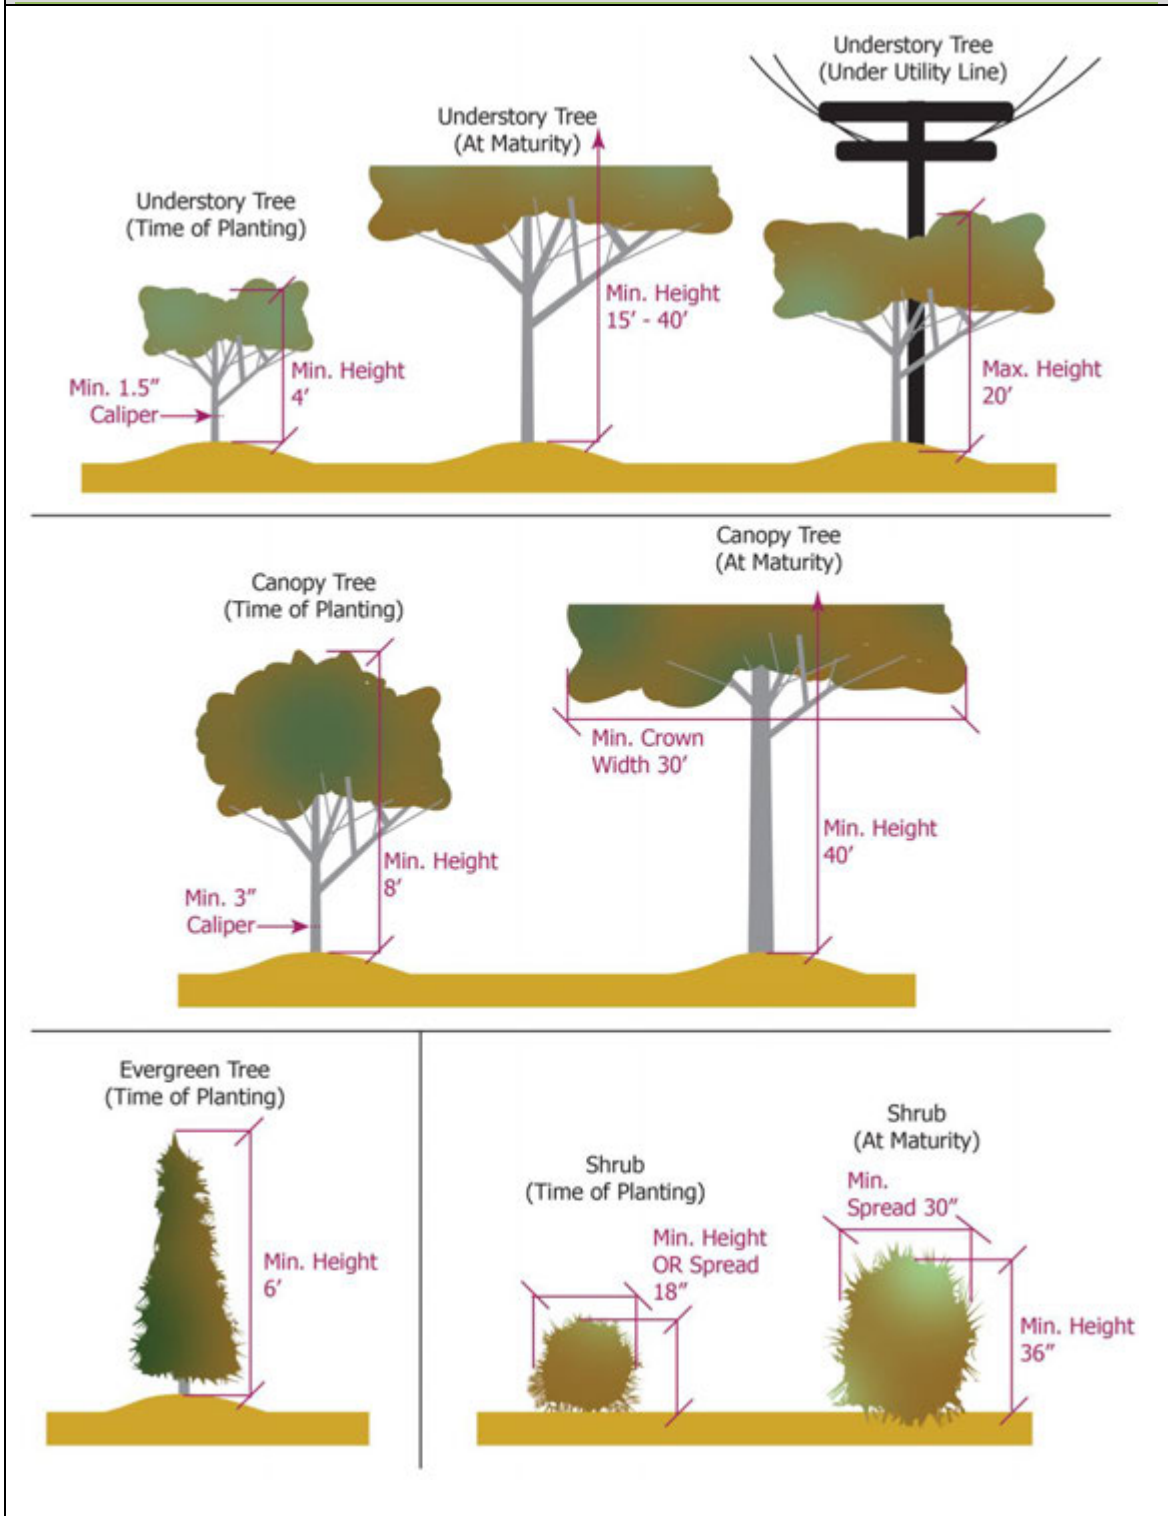 Understory Tree
(Time of Planting)
Min. 1.5”
Caliper
Min. Height
4’
Understory Tree
(At Maturity)
Min. Height
15’ - 40’
Understory Tree
(Under Utility Line)
Max. Height
20’
Canopy Tree
(Time of Planting)
Min. 3”
Caliper
Min. Height
8’
Canopy Tree
(At Maturity)
Min. Crown
Width 30’
Min. Height
40’
Evergreen Tree
(Time of Planting)
Min. Height
6’
Shrub
(Time of Planting)
Min. Height
OR Spread
18”
Shrub
(At Maturity)
Min.
Spread 30”
Min. Height
36”